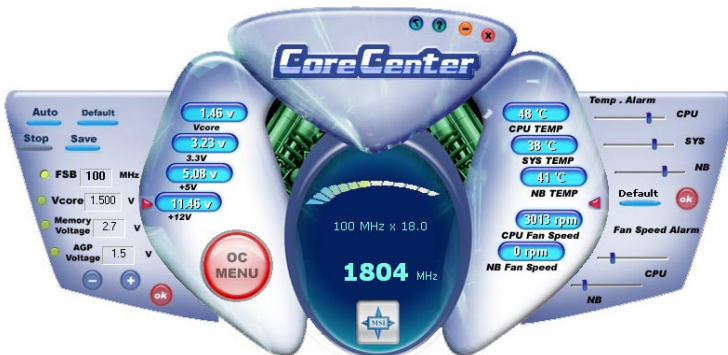 CoreCenter
Auto Default
Stop Save
FSB 100 MHz
Vcore 1.500 v
Memory Voltage 2.7 v
AGP Voltage 1.5 v
ok
1.46 v
Vcore
3.23 v
3.3V
5.08 v
+5V
11.46 v
+12V
OC MENU
100 MHz x 18.0
1804 MHz
MSI
48 °C
CPU TEMP
38 °C
SYS TEMP
41 °C
NB TEMP
3013 rpm
CPU Fan Speed
0 rpm
NB Fan Speed
Temp . Alarm
CPU
SYS
NB
Default
ok
Fan Speed Alarm
CPU
NB